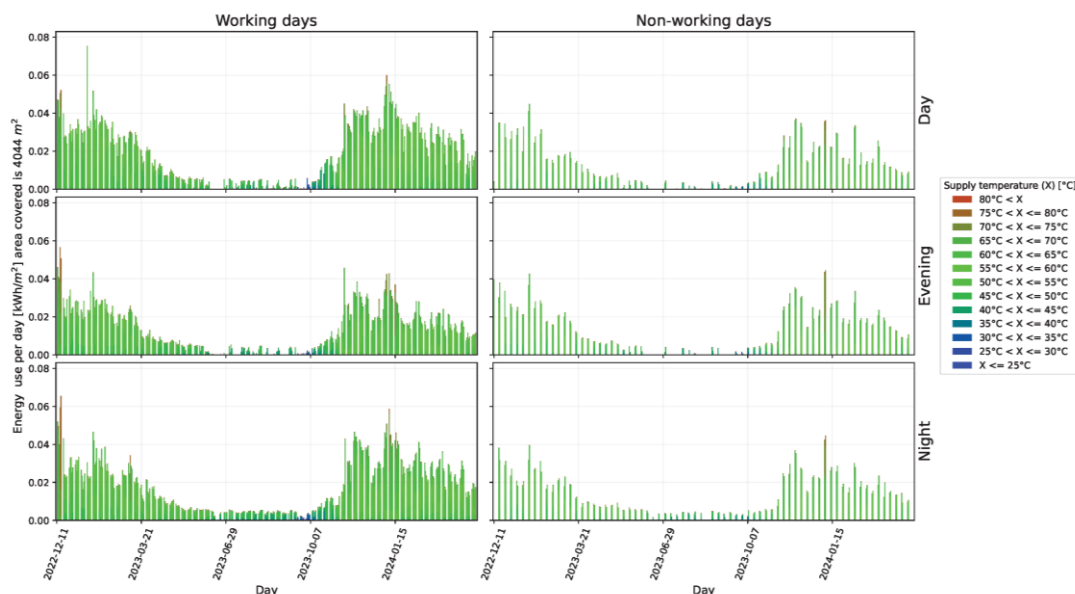 Working days
Non-working days
Energy use per day [kWh/m²] area covered is 4044 m²
0.08
0.06
0.04
0.02
0.00
Day
0.08
0.06
0.04
0.02
0.00
Evening
0.08
0.06
0.04
0.02
0.00
Night
2022-12-11
2023-03-21
2023-06-29
2023-10-07
2024-01-15
2022-12-11
2023-03-21
2023-06-29
2023-10-07
2024-01-15
Day
Day
Supply temperature (X) [°C]
80°C < X
75°C < X <= 80°C
70°C < X <= 75°C
65°C < X <= 70°C
60°C < X <= 65°C
55°C < X <= 60°C
50°C < X <= 55°C
45°C < X <= 50°C
40°C < X <= 45°C
35°C < X <= 40°C
30°C < X <= 35°C
25°C < X <= 30°C
X <= 25°C